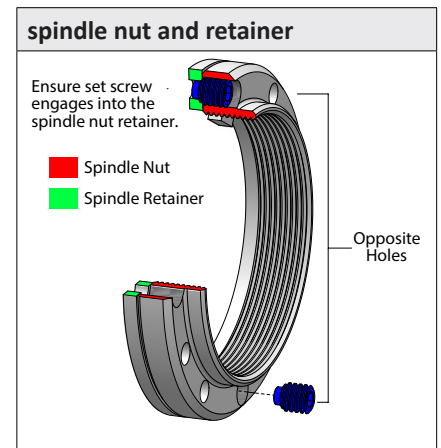 spindle nut and retainer
Ensure set screw
engages into the
spindle nut retainer.
Spindle Nut
Spindle Retainer
Opposite
Holes